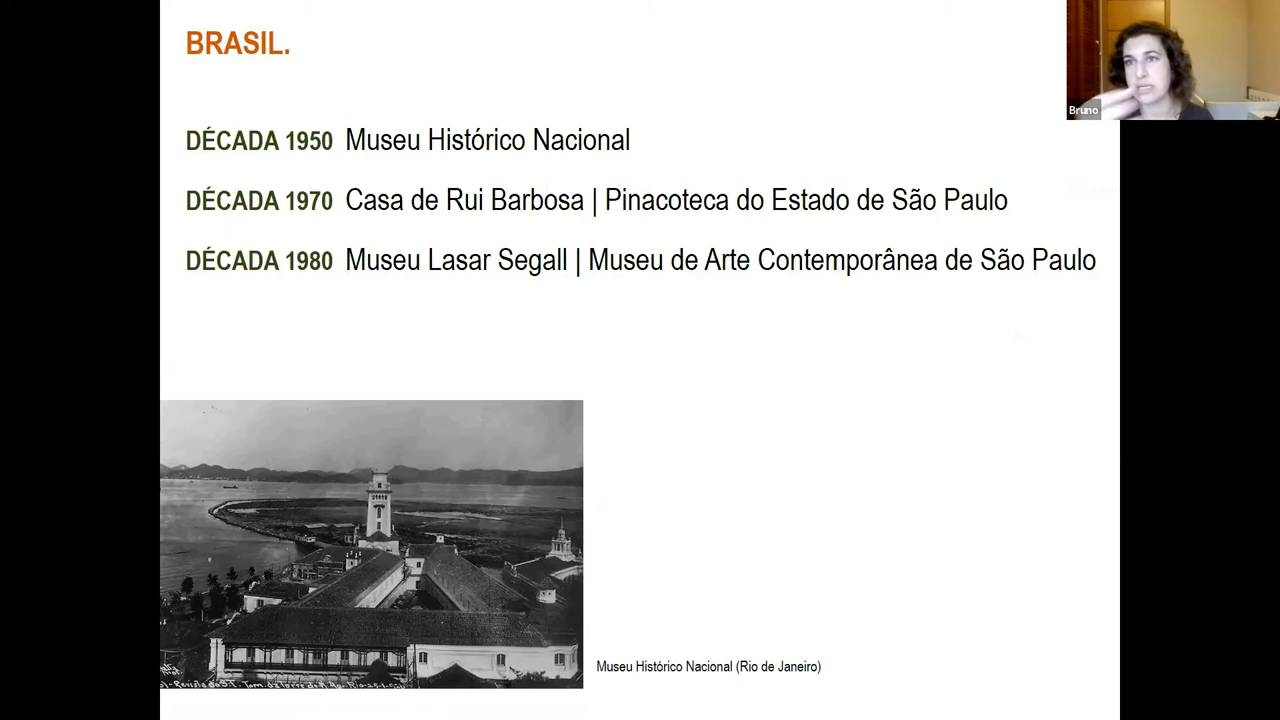 BRASIL.
Bruno
DÉCADA 1950 Museu Histórico Nacional
DÉCADA 1970 Casa de Rui Barbosa | Pinacoteca do Estado de São Paulo
DÉCADA 1980 Museu Lasar Segall | Museu de Arte Contemporânea de São Paulo
Museu Histórico Nacional (Rio de Janeiro)